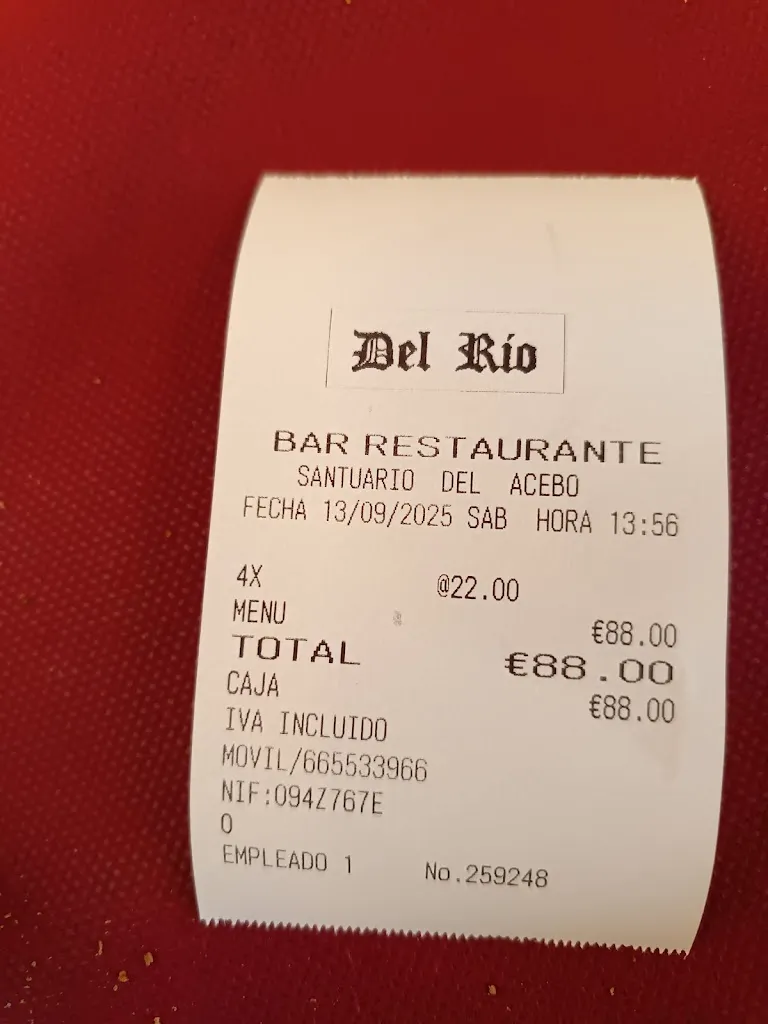 Del Rio
BAR RESTAURANTE
SANTUARIO DEL ACEBO
FECHA 13/09/2025 SAB HORA 13:56
4X @22.00
MENU €88.00
TOTAL €88.00
CAJA €88.00
IVA INCLUIDO
MOVIL/665533966
NIF:094Z767E
0
EMPLEADO 1 No.259248